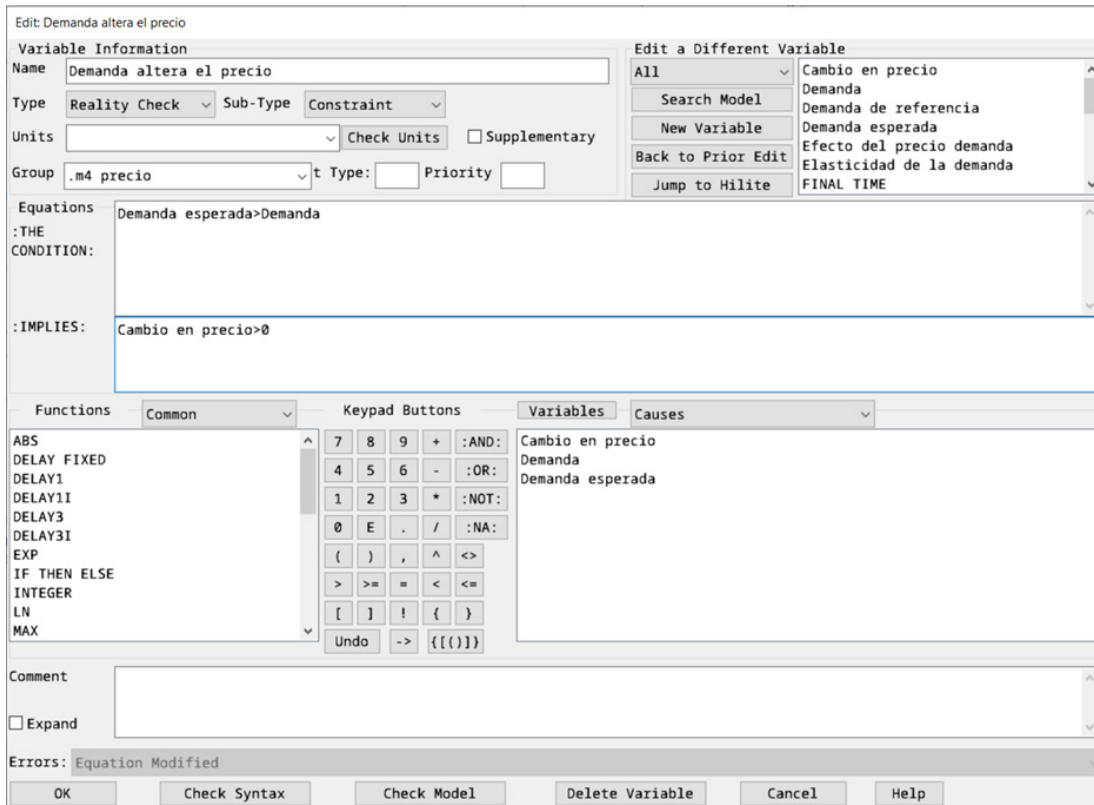 Edit: Demanda altera el precio
Variable Information
Name Demanda altera el precio
Type Reality Check Sub-Type Constraint
Units Check Units Supplementary
Group .m4 precio t Type: Priority
Edit a Different Variable
All
Search Model
New Variable
Back to Prior Edit
Jump to Hilite
Cambio en precio
Demanda
Demanda de referencia
Demanda esperada
Efecto del precio demanda
Elasticidad de la demanda
FINAL TIME
Equations
:THE
CONDITION:
Demanda esperada>Demanda
:IMPLIES:
Cambio en precio>0
Functions Common
ABS
DELAY FIXED
DELAY1
DELAY1I
DELAY3
DELAY3I
EXP
IF THEN ELSE
INTEGER
LN
MAX
Keypad Buttons
7 8 9 + :AND:
4 5 6 - :OR:
1 2 3 * :NOT:
0 E . / :NA:
( ) , ^ <>
> >= = < <=
[ ] ! { }
Undo -> {[()]}
Variables Causes
Cambio en precio
Demanda
Demanda esperada
Comment
Expand
Errors: Equation Modified
OK Check Syntax Check Model Delete Variable Cancel Help